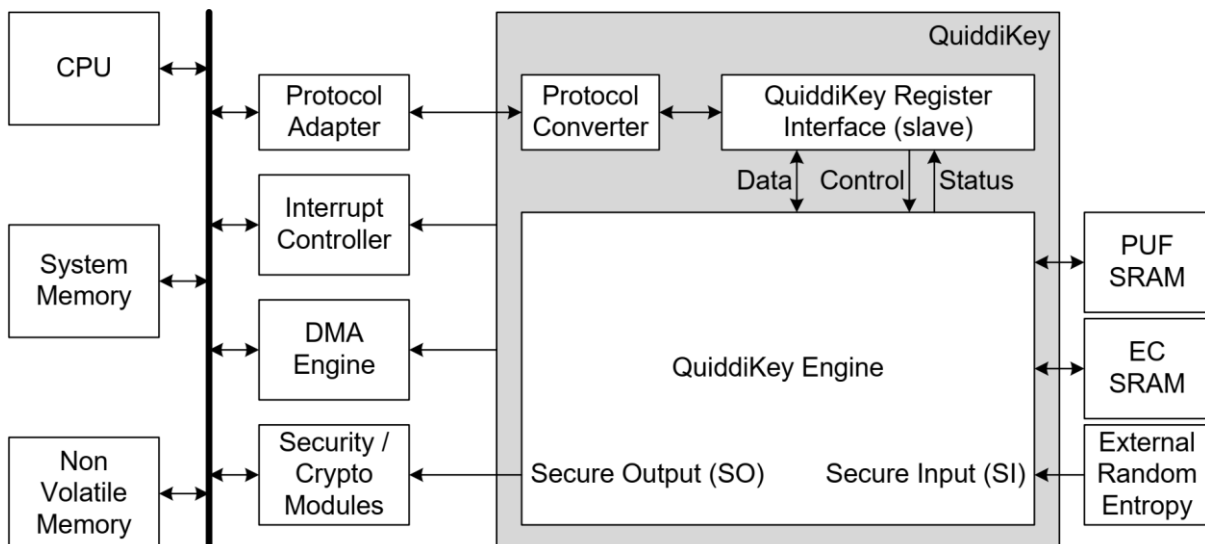 QuiddiKey
CPU
Protocol
Adapter
Protocol
Converter
QuiddiKey Register
Interface (slave)
Data
Control
Status
Interrupt
Controller
System
Memory
PUF
SRAM
DMA
Engine
QuiddiKey Engine
EC
SRAM
Non
Volatile
Memory
Security /
Crypto
Modules
Secure Output (SO)
Secure Input (SI)
External
Random
Entropy